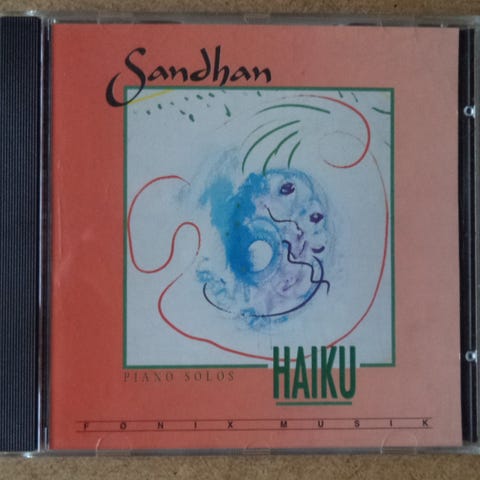 Sandhan
PIANO SOLOS
HAIKU
FØNIX MUSIK